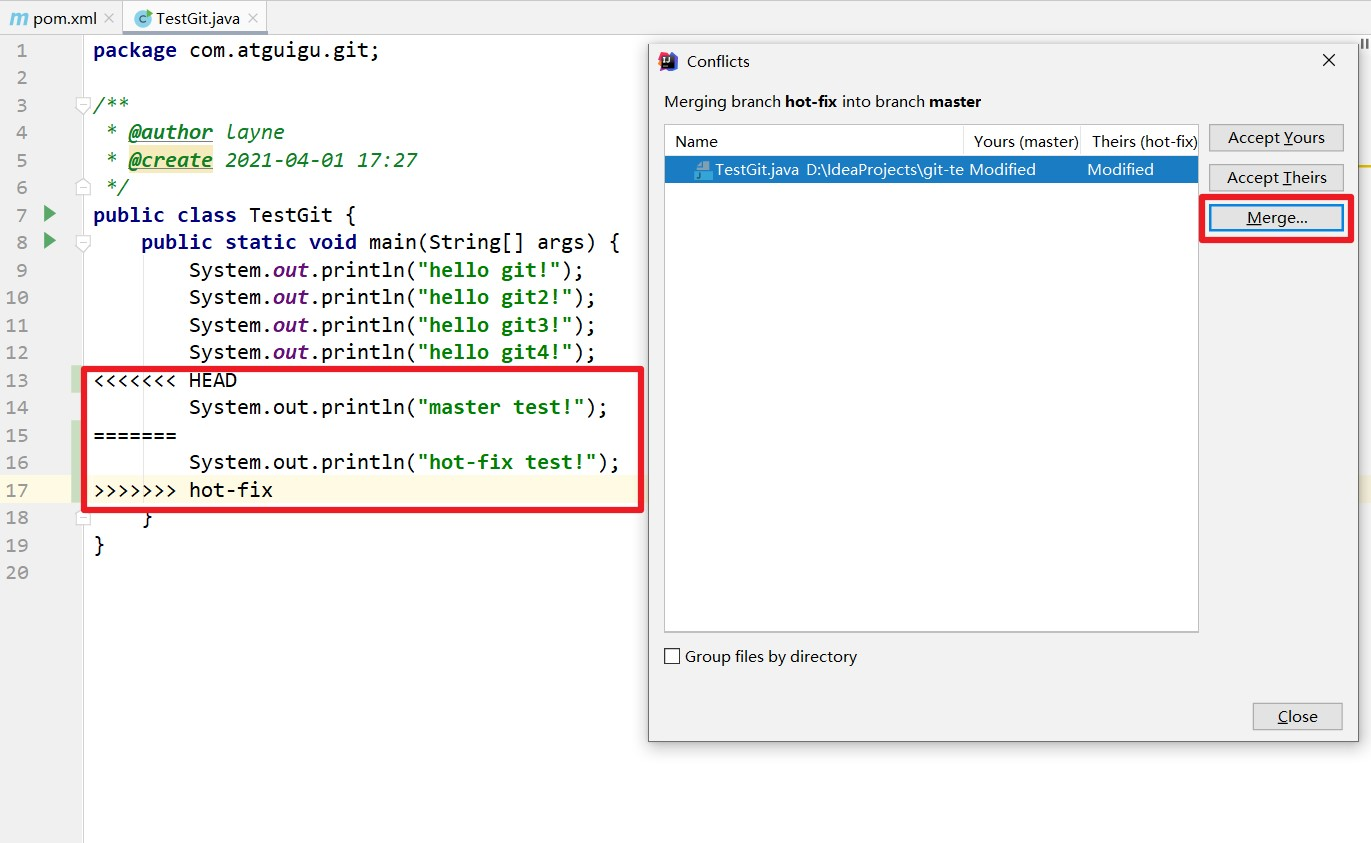 pom.xml TestGit.java
1 package com.atguigu.git;
2
3 /**
4 * @author layne
5 * @create 2021-04-01 17:27
6 */
7 public class TestGit {
8 public static void main(String[] args) {
9 System.out.println("hello git!");
10 System.out.println("hello git2!");
11 System.out.println("hello git3!");
12 System.out.println("hello git4!");
13 <<<<<<< HEAD
14 System.out.println("master test!");
15 =======
16 System.out.println("hot-fix test!");
17 >>>>>>> hot-fix
18 }
19 }
20
Conflicts
Merging branch hot-fix into branch master
Name Yours (master) Theirs (hot-fix)
TestGit.java D:\IdeaProjects\git-te Modified Modified
Accept Yours
Accept Theirs
Merge...
Group files by directory
Close